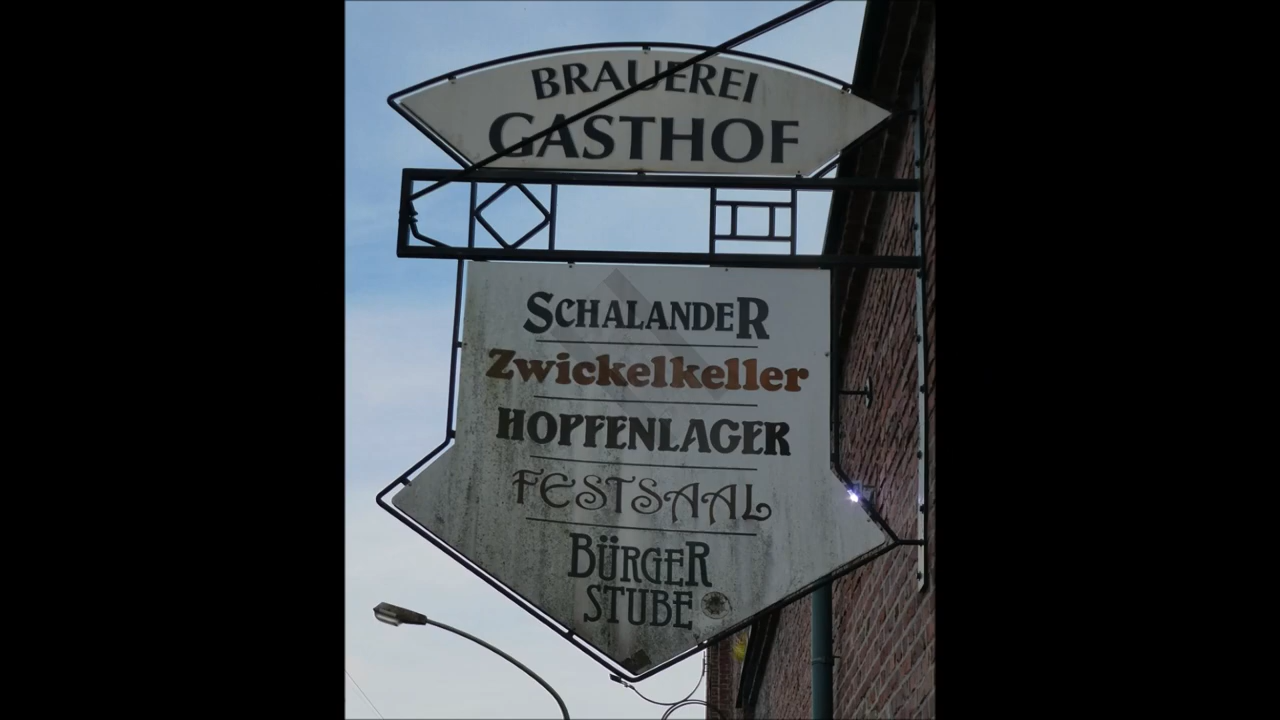 BRAUEREI
GASTHOF
SCHALANDER
Zwickelkeller
HOPFENLAGER
FESTSAAL
BÜRGER
STUBE